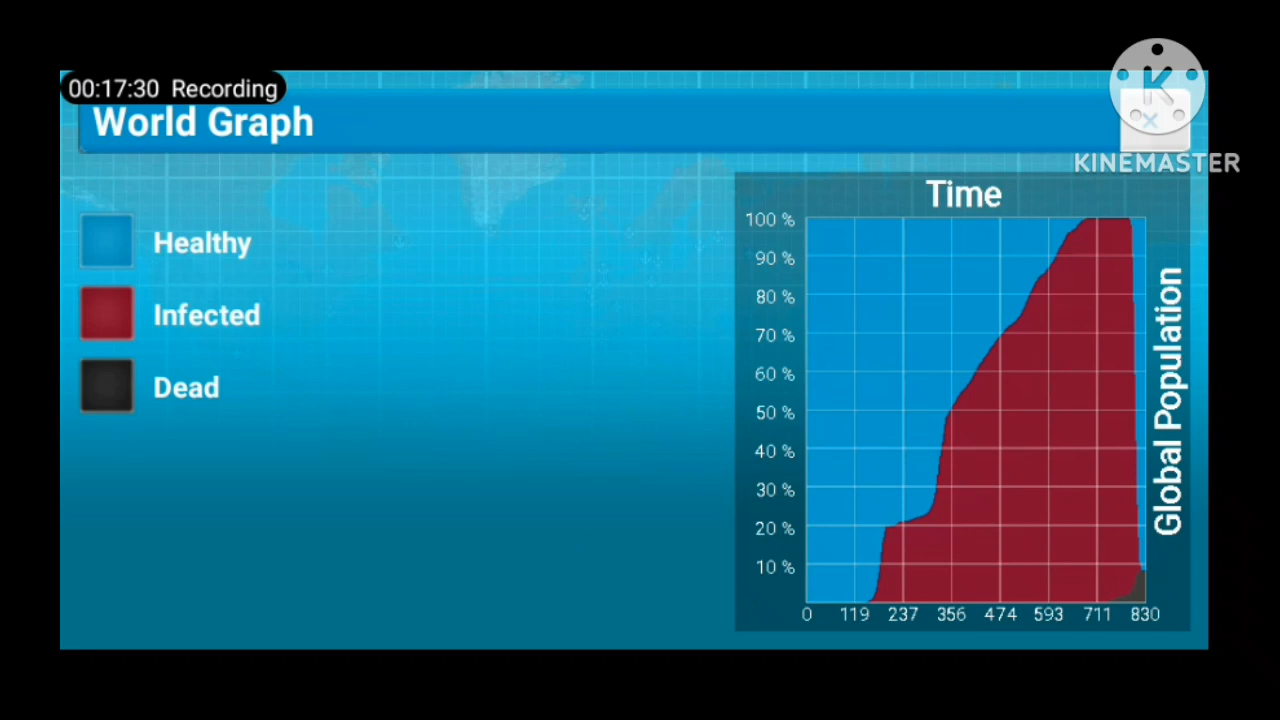 00:17:30 Recording
World Graph
K
KINEMASTER
Healthy
Infected
Dead
Time
100 %
90 %
80 %
70 %
60 %
50 %
40 %
30 %
20 %
10 %
0 119 237 356 474 593 711 830
Global Population